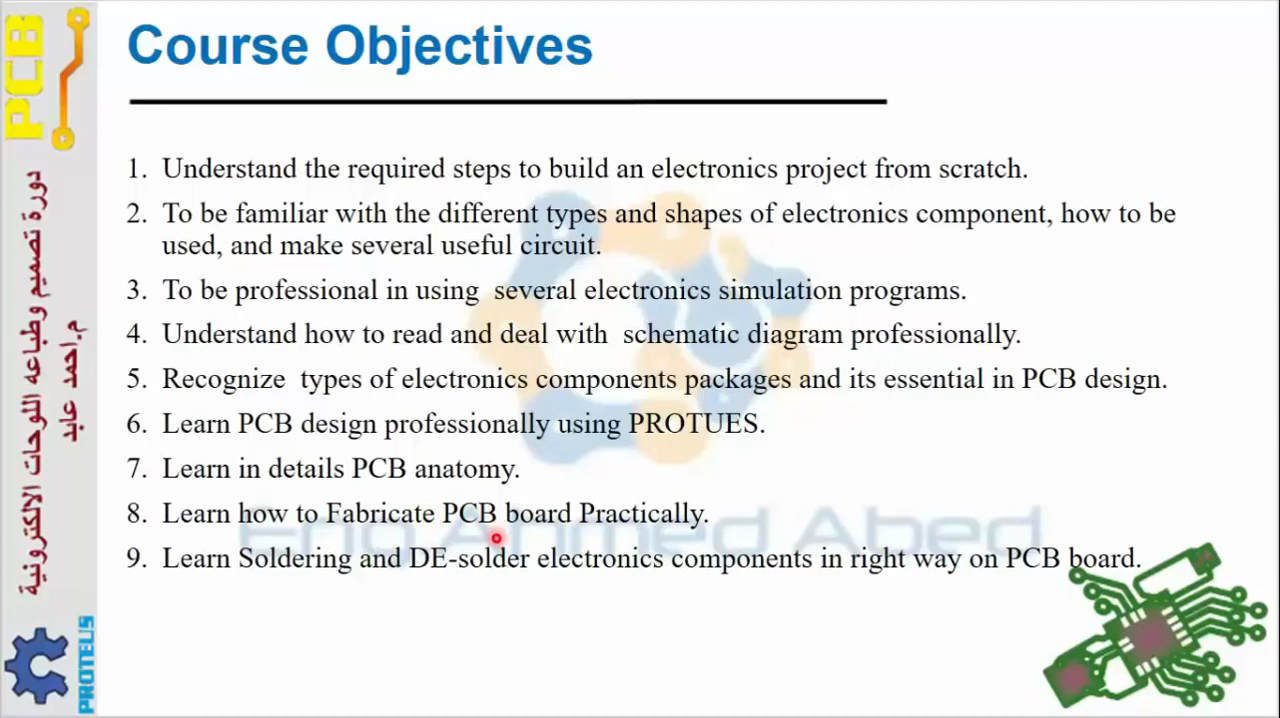 PCB
دورة تصميم وطباعه اللوحات الالكترونية
م.احمد عابد
PROTEUS
Course Objectives
1. Understand the required steps to build an electronics project from scratch.
2. To be familiar with the different types and shapes of electronics component, how to be
used, and make several useful circuit.
3. To be professional in using several electronics simulation programs.
4. Understand how to read and deal with schematic diagram professionally.
5. Recognize types of electronics components packages and its essential in PCB design.
6. Learn PCB design professionally using PROTUES.
7. Learn in details PCB anatomy.
8. Learn how to Fabricate PCB board Practically.
9. Learn Soldering and DE-solder electronics components in right way on PCB board.
Eng Ahmed Abed